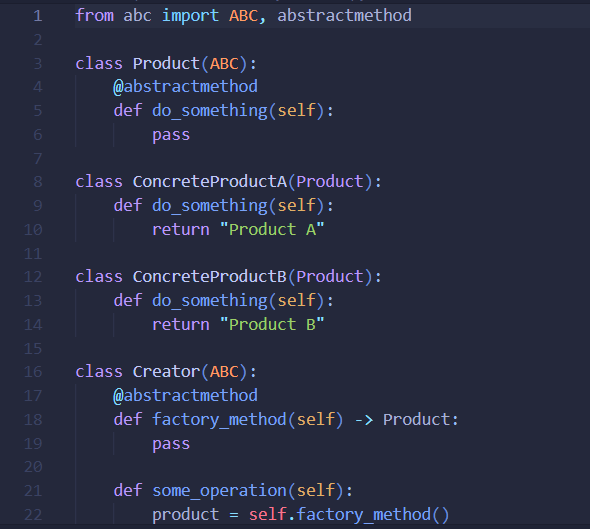 1 from abc import ABC, abstractmethod
2
3 class Product(ABC):
4     @abstractmethod
5     def do_something(self):
6         pass
7
8 class ConcreteProductA(Product):
9     def do_something(self):
10         return "Product A"
11
12 class ConcreteProductB(Product):
13     def do_something(self):
14         return "Product B"
15
16 class Creator(ABC):
17     @abstractmethod
18     def factory_method(self) -> Product:
19         pass
20
21     def some_operation(self):
22         product = self.factory_method()